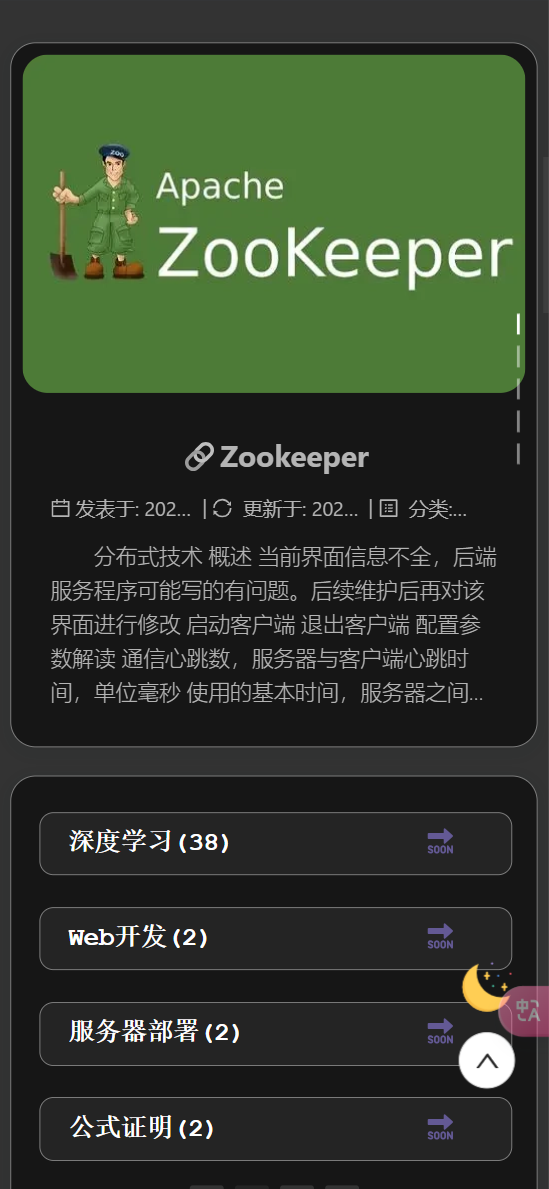 ZOO
Apache
ZooKeeper
Zookeeper
发表于: 202... | 更新于: 202... | 分类:...
分布式技术 概述 当前界面信息不全，后端
服务程序可能写的有问题。后续维护后再对该
界面进行修改 启动客户端 退出客户端 配置参
数解读 通信心跳数，服务器与客户端心跳时
间，单位毫秒 使用的基本时间，服务器之间...
深度学习(38)
SOON
Web开发(2)
SOON
服务器部署(2)
SOON
中A
公式证明(2)
SOON